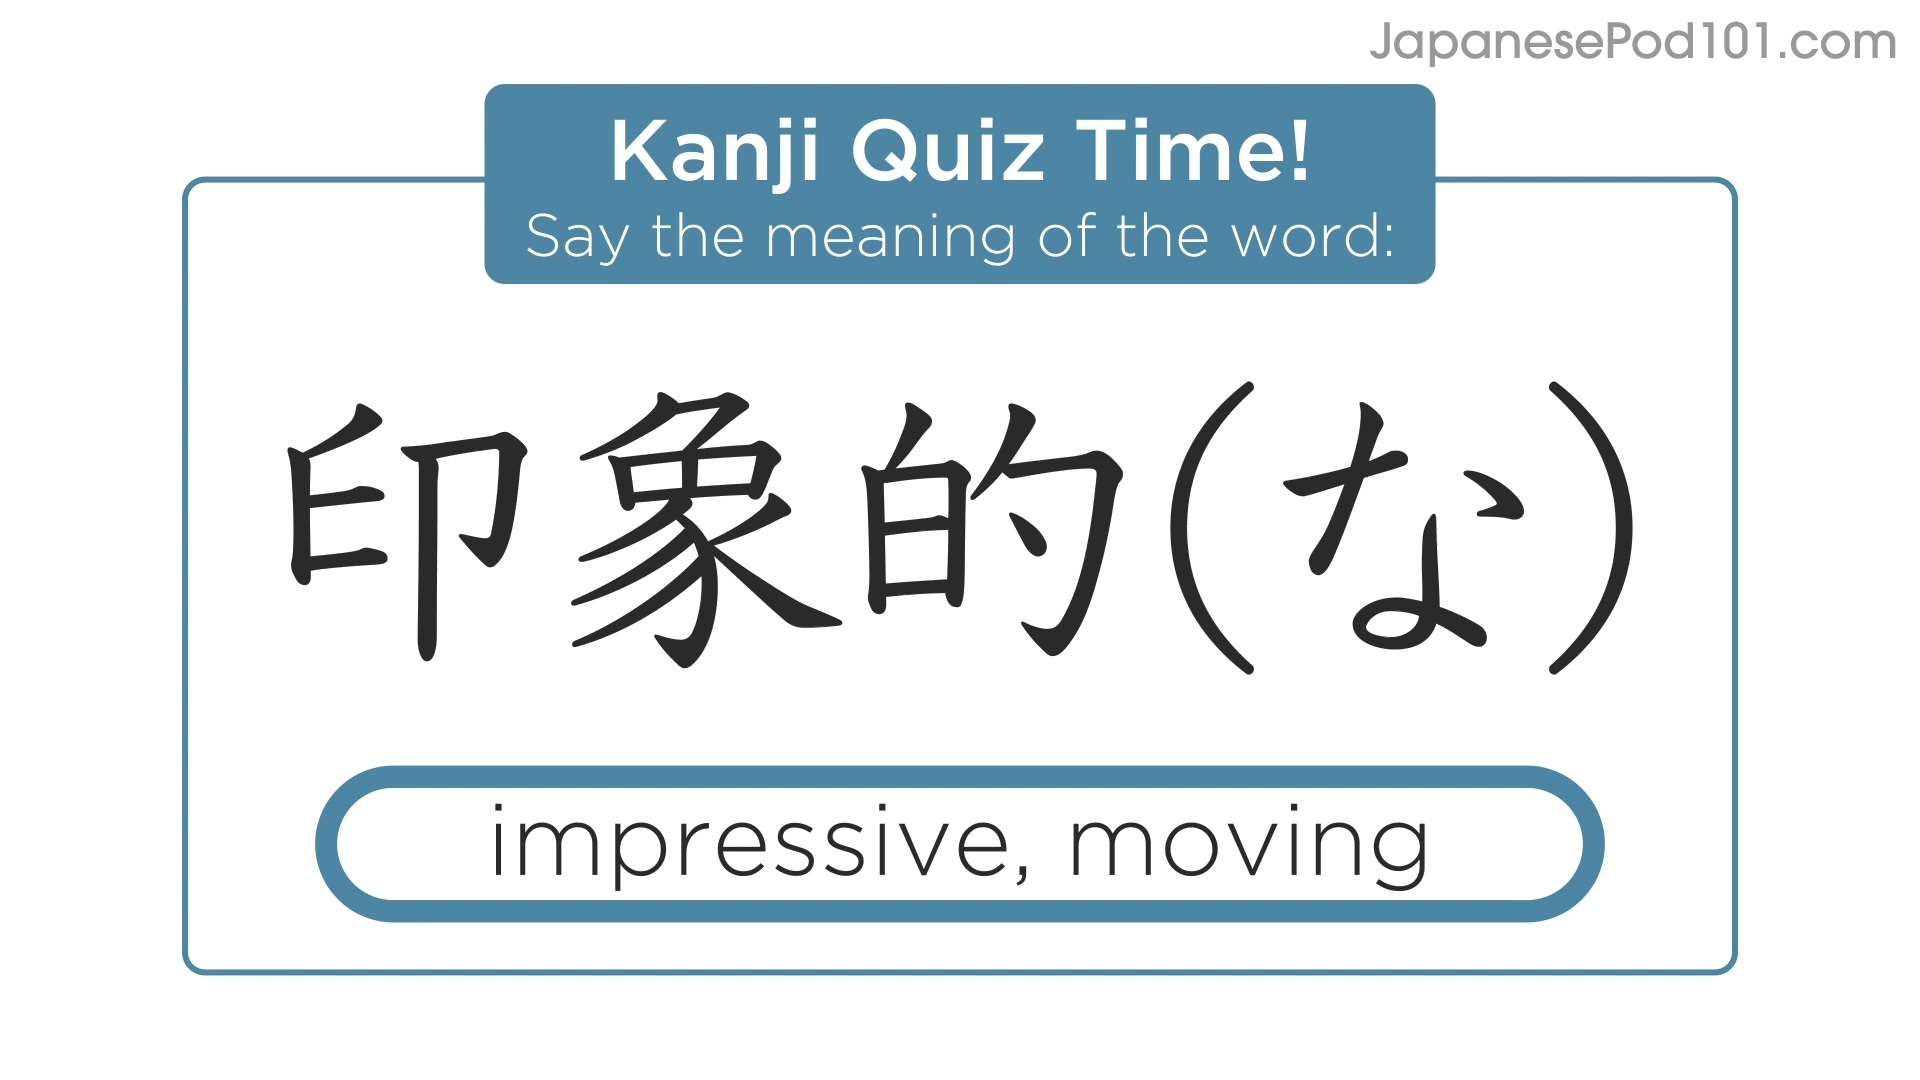 JapanesePod101.com
Kanji Quiz Time!
Say the meaning of the word:
印象的(な)
impressive, moving